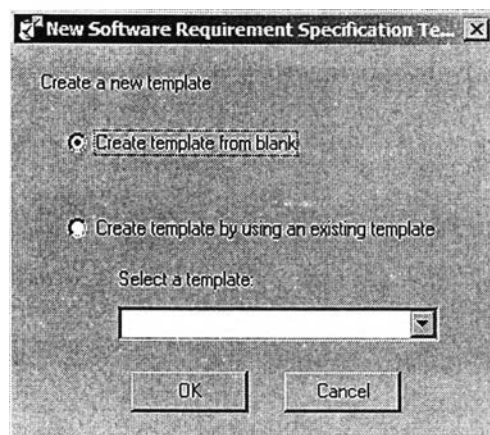 New Software Requirement Specification Te...
Create a new template
Create template from blank
Create template by using an existing template
Select a template:
OK
Cancel